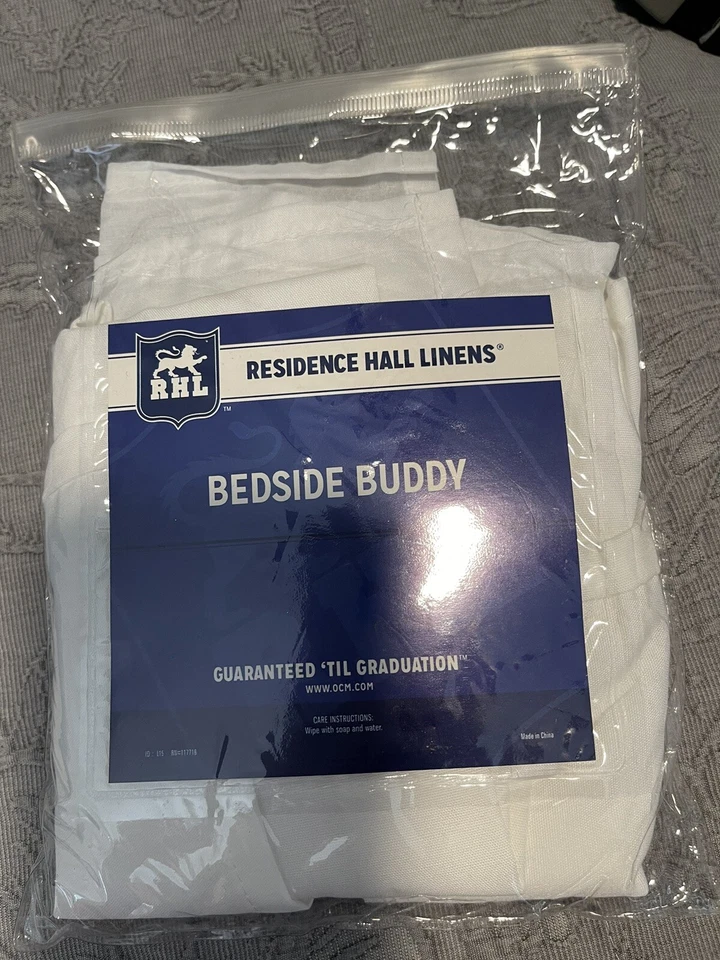 RHL
™
RESIDENCE HALL LINENS®
BEDSIDE BUDDY
GUARANTEED ‘TIL GRADUATION™
WWW.OCM.COM
CARE INSTRUCTIONS:
Wipe with soap and water.
Made in China